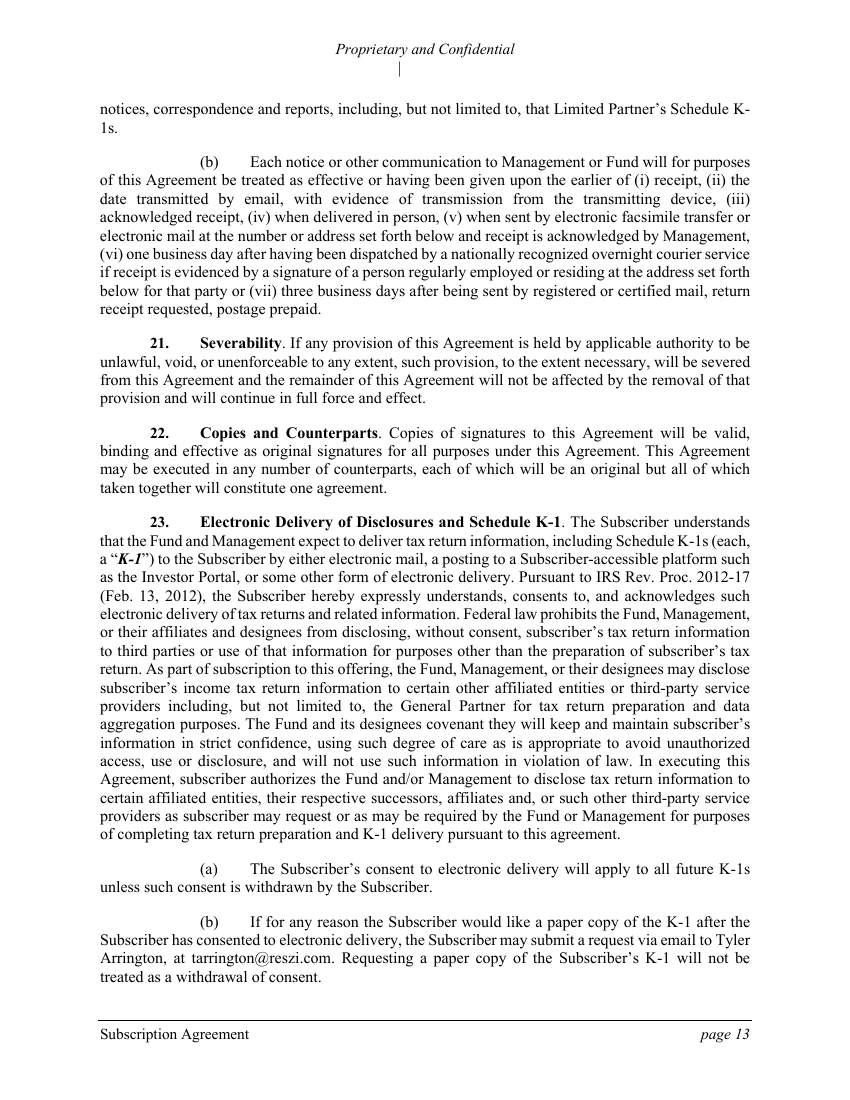 Proprietary and Confidential
|
notices, correspondence and reports, including, but not limited to, that Limited Partner’s Schedule K-
1s.
(b) Each notice or other communication to Management or Fund will for purposes
of this Agreement be treated as effective or having been given upon the earlier of (i) receipt, (ii) the
date transmitted by email, with evidence of transmission from the transmitting device, (iii)
acknowledged receipt, (iv) when delivered in person, (v) when sent by electronic facsimile transfer or
electronic mail at the number or address set forth below and receipt is acknowledged by Management,
(vi) one business day after having been dispatched by a nationally recognized overnight courier service
if receipt is evidenced by a signature of a person regularly employed or residing at the address set forth
below for that party or (vii) three business days after being sent by registered or certified mail, return
receipt requested, postage prepaid.
21. Severability. If any provision of this Agreement is held by applicable authority to be
unlawful, void, or unenforceable to any extent, such provision, to the extent necessary, will be severed
from this Agreement and the remainder of this Agreement will not be affected by the removal of that
provision and will continue in full force and effect.
22. Copies and Counterparts. Copies of signatures to this Agreement will be valid,
binding and effective as original signatures for all purposes under this Agreement. This Agreement
may be executed in any number of counterparts, each of which will be an original but all of which
taken together will constitute one agreement.
23. Electronic Delivery of Disclosures and Schedule K-1. The Subscriber understands
that the Fund and Management expect to deliver tax return information, including Schedule K-1s (each,
a “K-1”) to the Subscriber by either electronic mail, a posting to a Subscriber-accessible platform such
as the Investor Portal, or some other form of electronic delivery. Pursuant to IRS Rev. Proc. 2012-17
(Feb. 13, 2012), the Subscriber hereby expressly understands, consents to, and acknowledges such
electronic delivery of tax returns and related information. Federal law prohibits the Fund, Management,
or their affiliates and designees from disclosing, without consent, subscriber’s tax return information
to third parties or use of that information for purposes other than the preparation of subscriber’s tax
return. As part of subscription to this offering, the Fund, Management, or their designees may disclose
subscriber’s income tax return information to certain other affiliated entities or third-party service
providers including, but not limited to, the General Partner for tax return preparation and data
aggregation purposes. The Fund and its designees covenant they will keep and maintain subscriber’s
information in strict confidence, using such degree of care as is appropriate to avoid unauthorized
access, use or disclosure, and will not use such information in violation of law. In executing this
Agreement, subscriber authorizes the Fund and/or Management to disclose tax return information to
certain affiliated entities, their respective successors, affiliates and, or such other third-party service
providers as subscriber may request or as may be required by the Fund or Management for purposes
of completing tax return preparation and K-1 delivery pursuant to this agreement.
(a) The Subscriber’s consent to electronic delivery will apply to all future K-1s
unless such consent is withdrawn by the Subscriber.
(b) If for any reason the Subscriber would like a paper copy of the K-1 after the
Subscriber has consented to electronic delivery, the Subscriber may submit a request via email to Tyler
Arrington, at tarrington@reszi.com. Requesting a paper copy of the Subscriber’s K-1 will not be
treated as a withdrawal of consent.
Subscription Agreement page 13